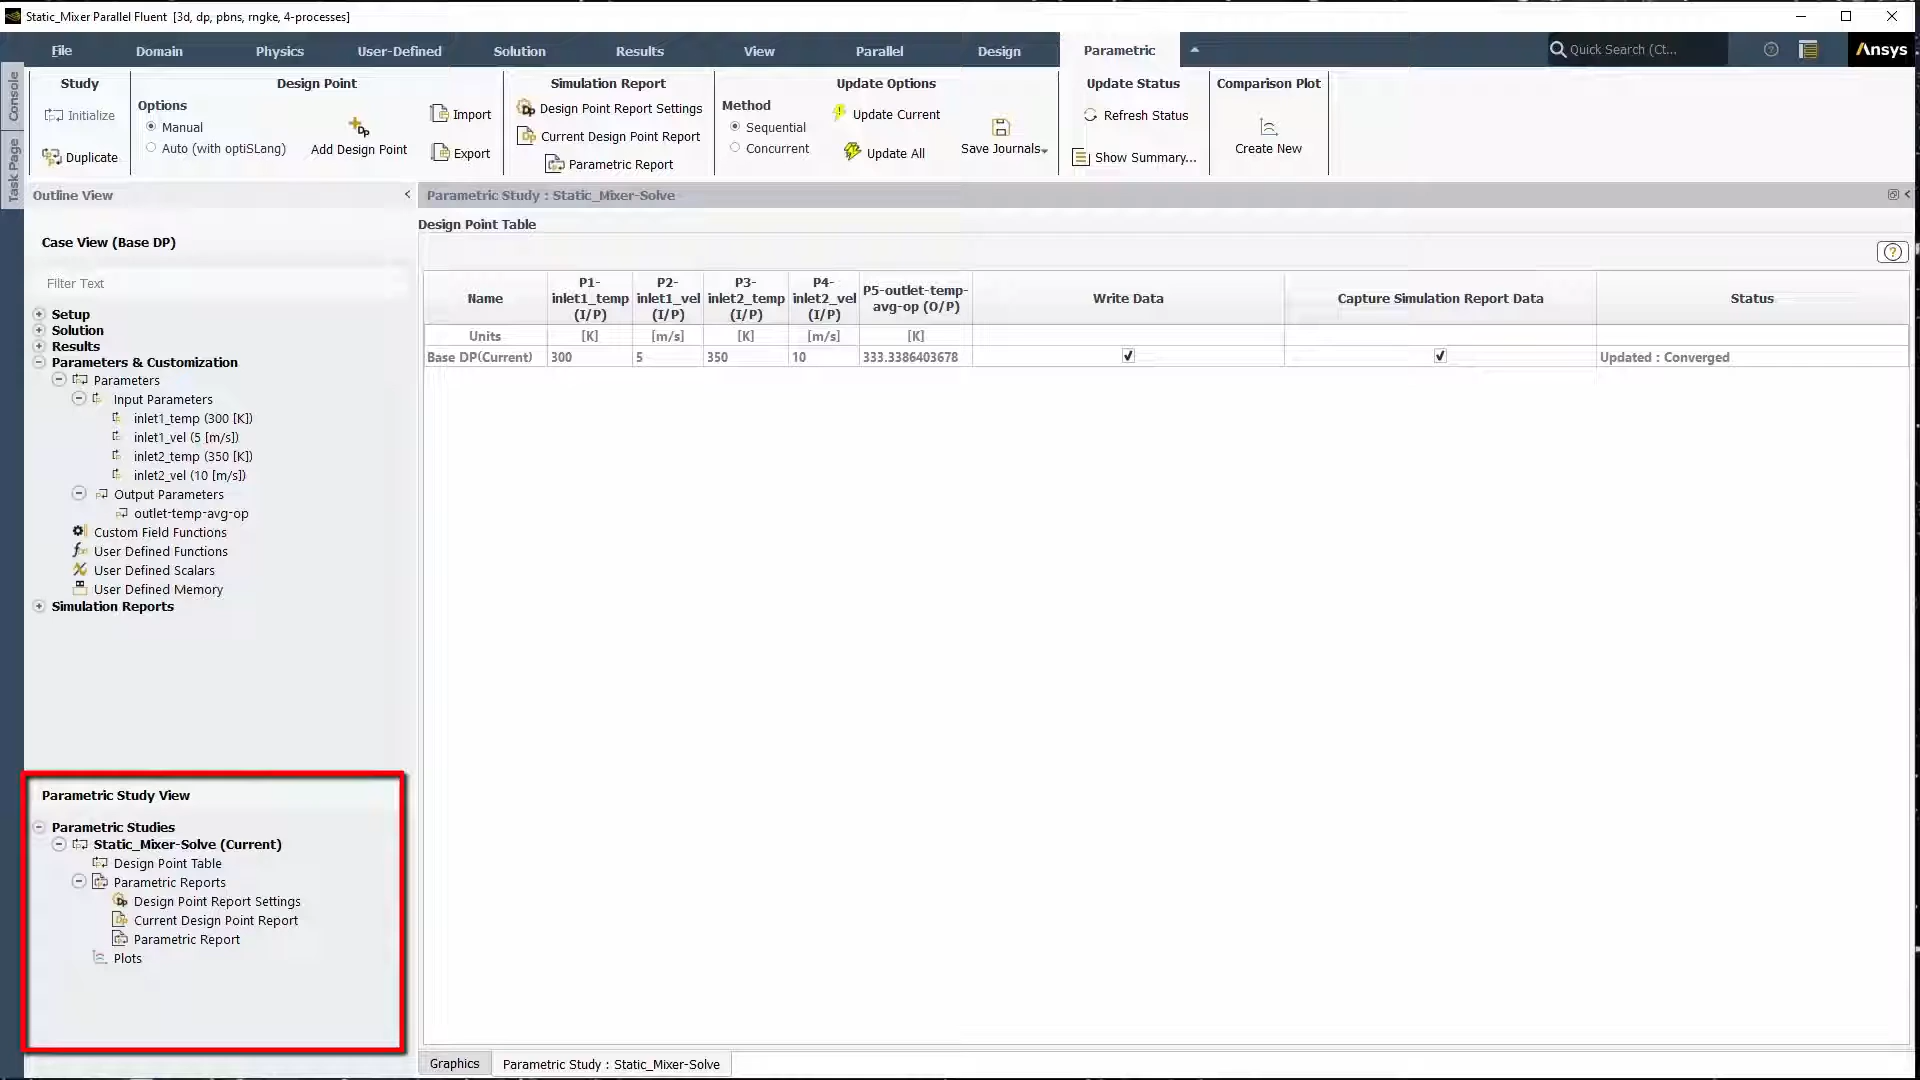 Static_Mixer Parallel Fluent [3d, dp, pbns, rngke, 4-processes]
File Domain Physics User-Defined Solution Results View Parallel Design Parametric Quick Search (Ct... Ansys
Console
Task Page
Study
Initialize
Duplicate
Design Point
Options
Manual
Auto (with optiSLang)
Add Design Point
Import
Export
Simulation Report
Design Point Report Settings
Current Design Point Report
Parametric Report
Update Options
Method
Sequential
Concurrent
Update Current
Update All
Save Journals
Update Status
Refresh Status
Show Summary...
Comparison Plot
Create New
Outline View
Case View (Base DP)
Filter Text
Setup
Solution
Results
Parameters & Customization
Parameters
Input Parameters
inlet1_temp (300 [K])
inlet1_vel (5 [m/s])
inlet2_temp (350 [K])
inlet2_vel (10 [m/s])
Output Parameters
outlet-temp-avg-op
Custom Field Functions
User Defined Functions
User Defined Scalars
User Defined Memory
Simulation Reports
Parametric Study View
Parametric Studies
Static_Mixer-Solve (Current)
Design Point Table
Parametric Reports
Design Point Report Settings
Current Design Point Report
Parametric Report
Plots
Parametric Study : Static_Mixer-Solve
Design Point Table
Name P1-inlet1_temp (I/P) P2-inlet1_vel (I/P) P3-inlet2_temp (I/P) P4-inlet2_vel (I/P) P5-outlet-temp-avg-op (O/P) Write Data Capture Simulation Report Data Status
Units [K] [m/s] [K] [m/s] [K]
Base DP(Current) 300 5 350 10 333.3386403678 Updated : Converged
Graphics Parametric Study : Static_Mixer-Solve